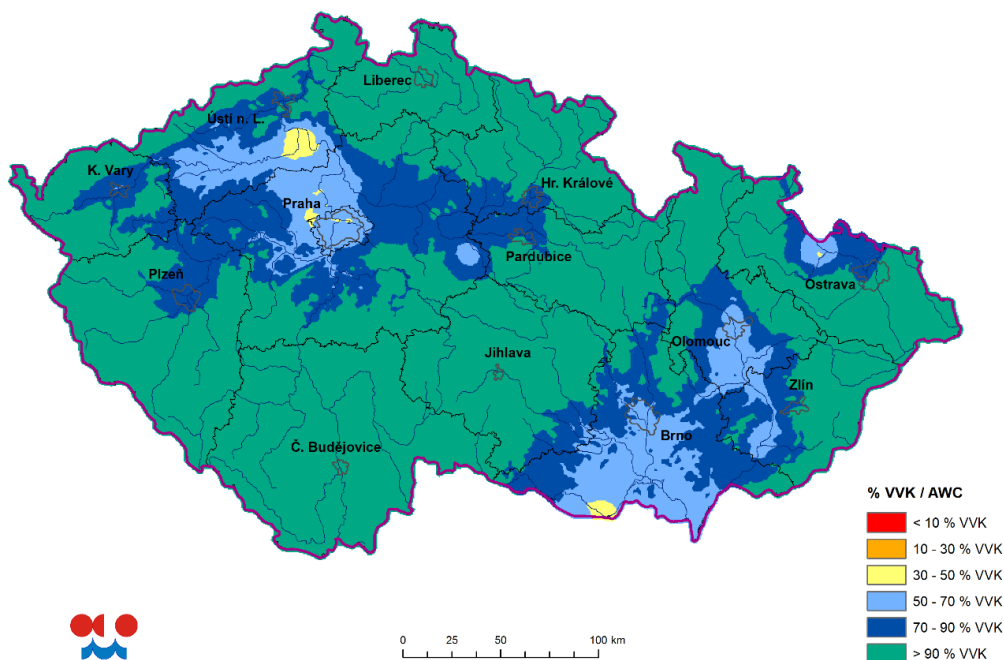 Liberec
Ústí n. L.
K. Vary
Hr. Králové
Praha
Pardubice
Plzeň
Ostrava
Olomouc
Jihlava
Zlín
Brno
Č. Budějovice
% VVK / AWC
< 10 % VVK
10 - 30 % VVK
30 - 50 % VVK
50 - 70 % VVK
70 - 90 % VVK
> 90 % VVK
0 25 50 100 km